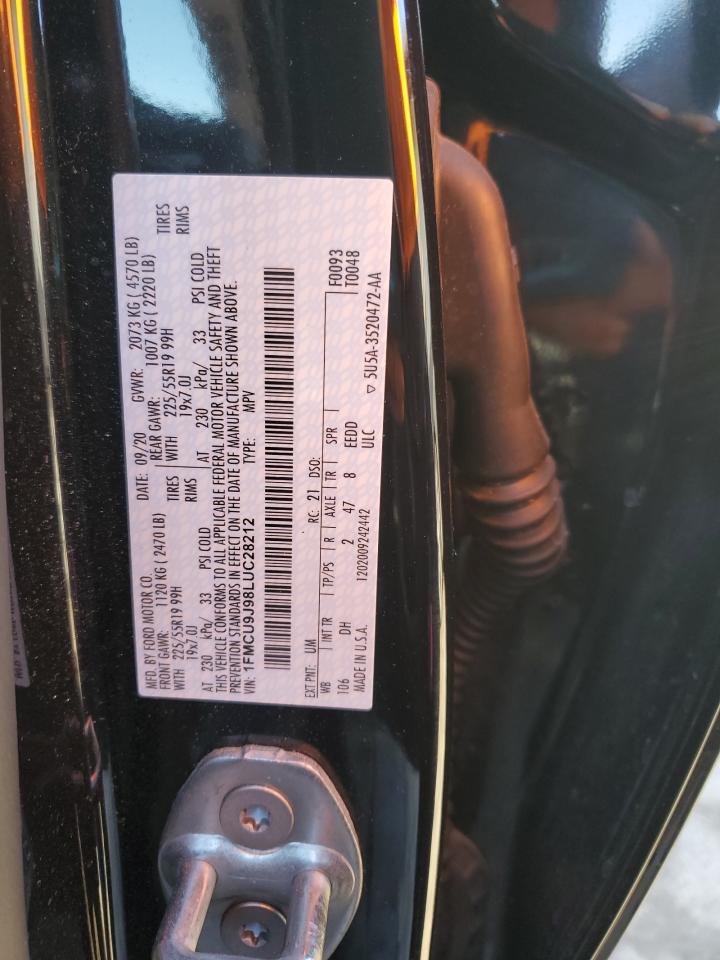 MFD. BY FORD MOTOR CO. DATE: 09/20 GVWR: 2073 KG ( 4570 LB)
FRONT GAWR: 1120 KG ( 2470 LB) REAR GAWR: 1007 KG ( 2220 LB)
WITH 225/55R19 99H TIRES WITH 225/55R19 99H TIRES
19x7.0J RIMS 19x7.0J RIMS
AT 230 kPa/ 33 PSI COLD AT 230 kPa/ 33 PSI COLD
THIS VEHICLE CONFORMS TO ALL APPLICABLE FEDERAL MOTOR VEHICLE SAFETY AND THEFT
PREVENTION STANDARDS IN EFFECT ON THE DATE OF MANUFACTURE SHOWN ABOVE.
VIN: 1FMCU9J98LUC28212 TYPE: MPV
EXT PNT: UM RC: 21 DSO: F0093
WB INT TR TP/PS R AXLE TR SPR T0048
106 DH 2 47 8 EEDD
MADE IN U.S.A. 1202009242442 ULC ▽ 5U5A-3520472-AA